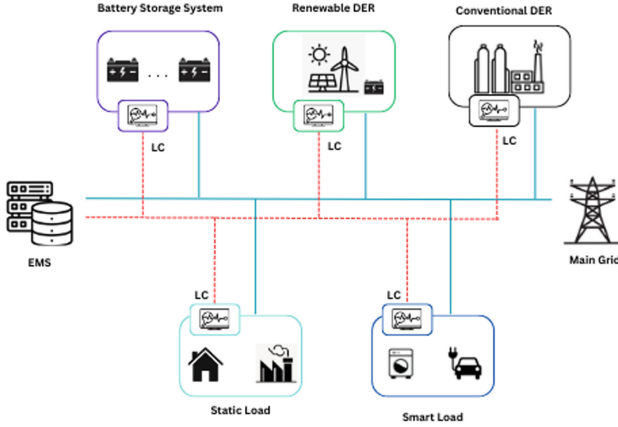 Battery Storage System
Renewable DER
Conventional DER
LC
LC
LC
EMS
Main Grid
LC
LC
Static Load
Smart Load